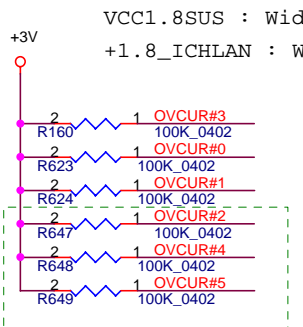 VCC1.8SUS : Wid
+3V
+1.8_ICHLAN : W
2 1 OVCUR#3
R160 100K_0402
2 1 OVCUR#0
R623 100K_0402
2 1 OVCUR#1
R624 100K_0402
2 1 OVCUR#2
R647 100K_0402
2 1 OVCUR#4
R648 100K_0402
2 1 OVCUR#5
R649 100K_0402